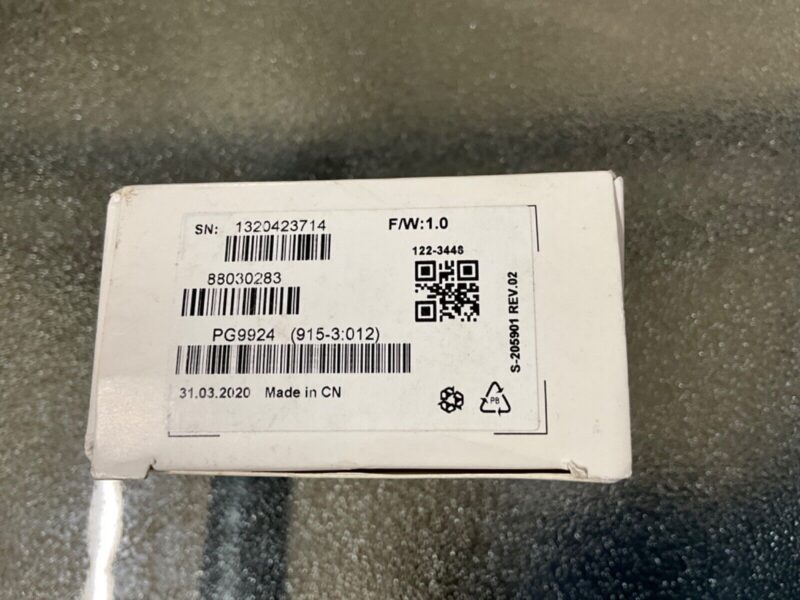 SN: 1320423714
F/W:1.0
122-3448
88030283
PG9924 (915-3:012)
31.03.2020 Made in CN
PB
S-205901 REV.02